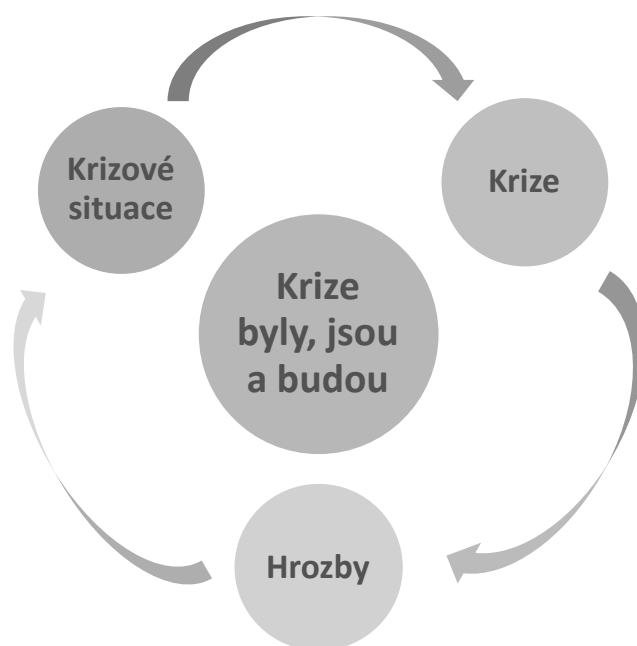 Krizové
situace
Krize
Krize
byly, jsou
a budou
Hrozby